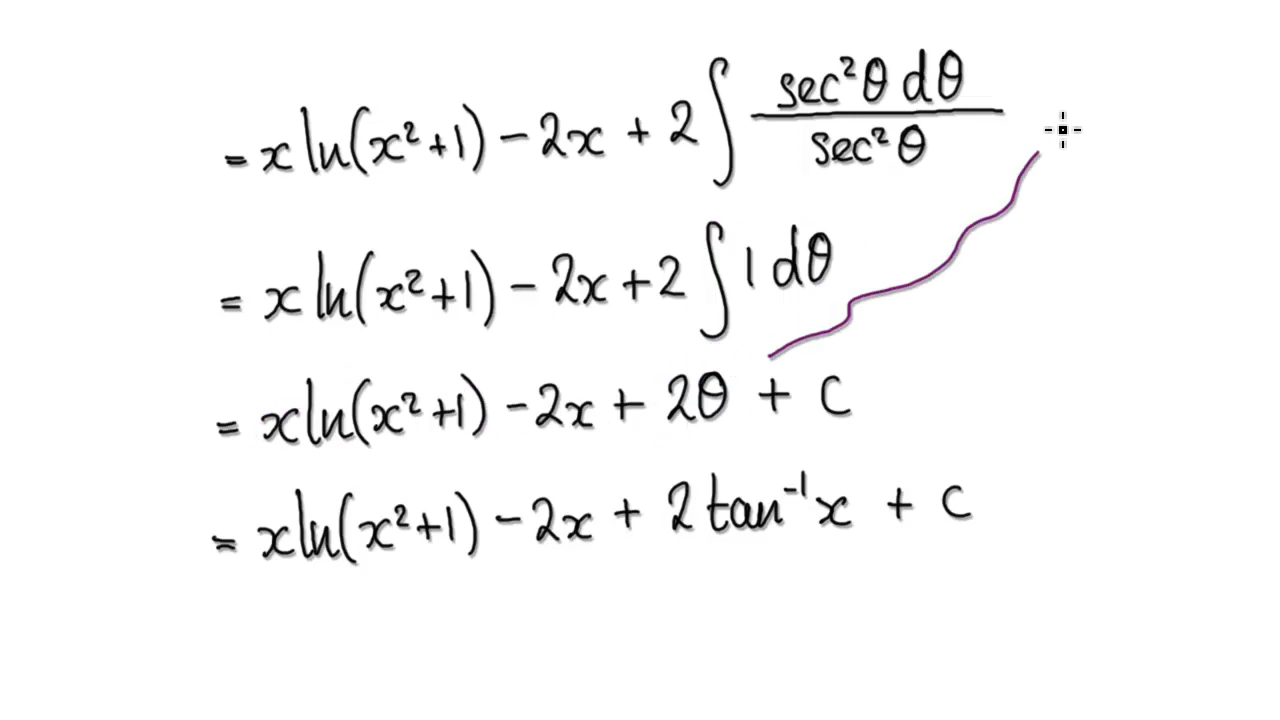 = x ln(x²+1) − 2x + 2 ∫ sec²θ dθ / sec²θ
= x ln(x²+1) − 2x + 2 ∫ 1 dθ
= x ln(x²+1) − 2x + 2θ + C
= x ln(x²+1) − 2x + 2 tan⁻¹x + C